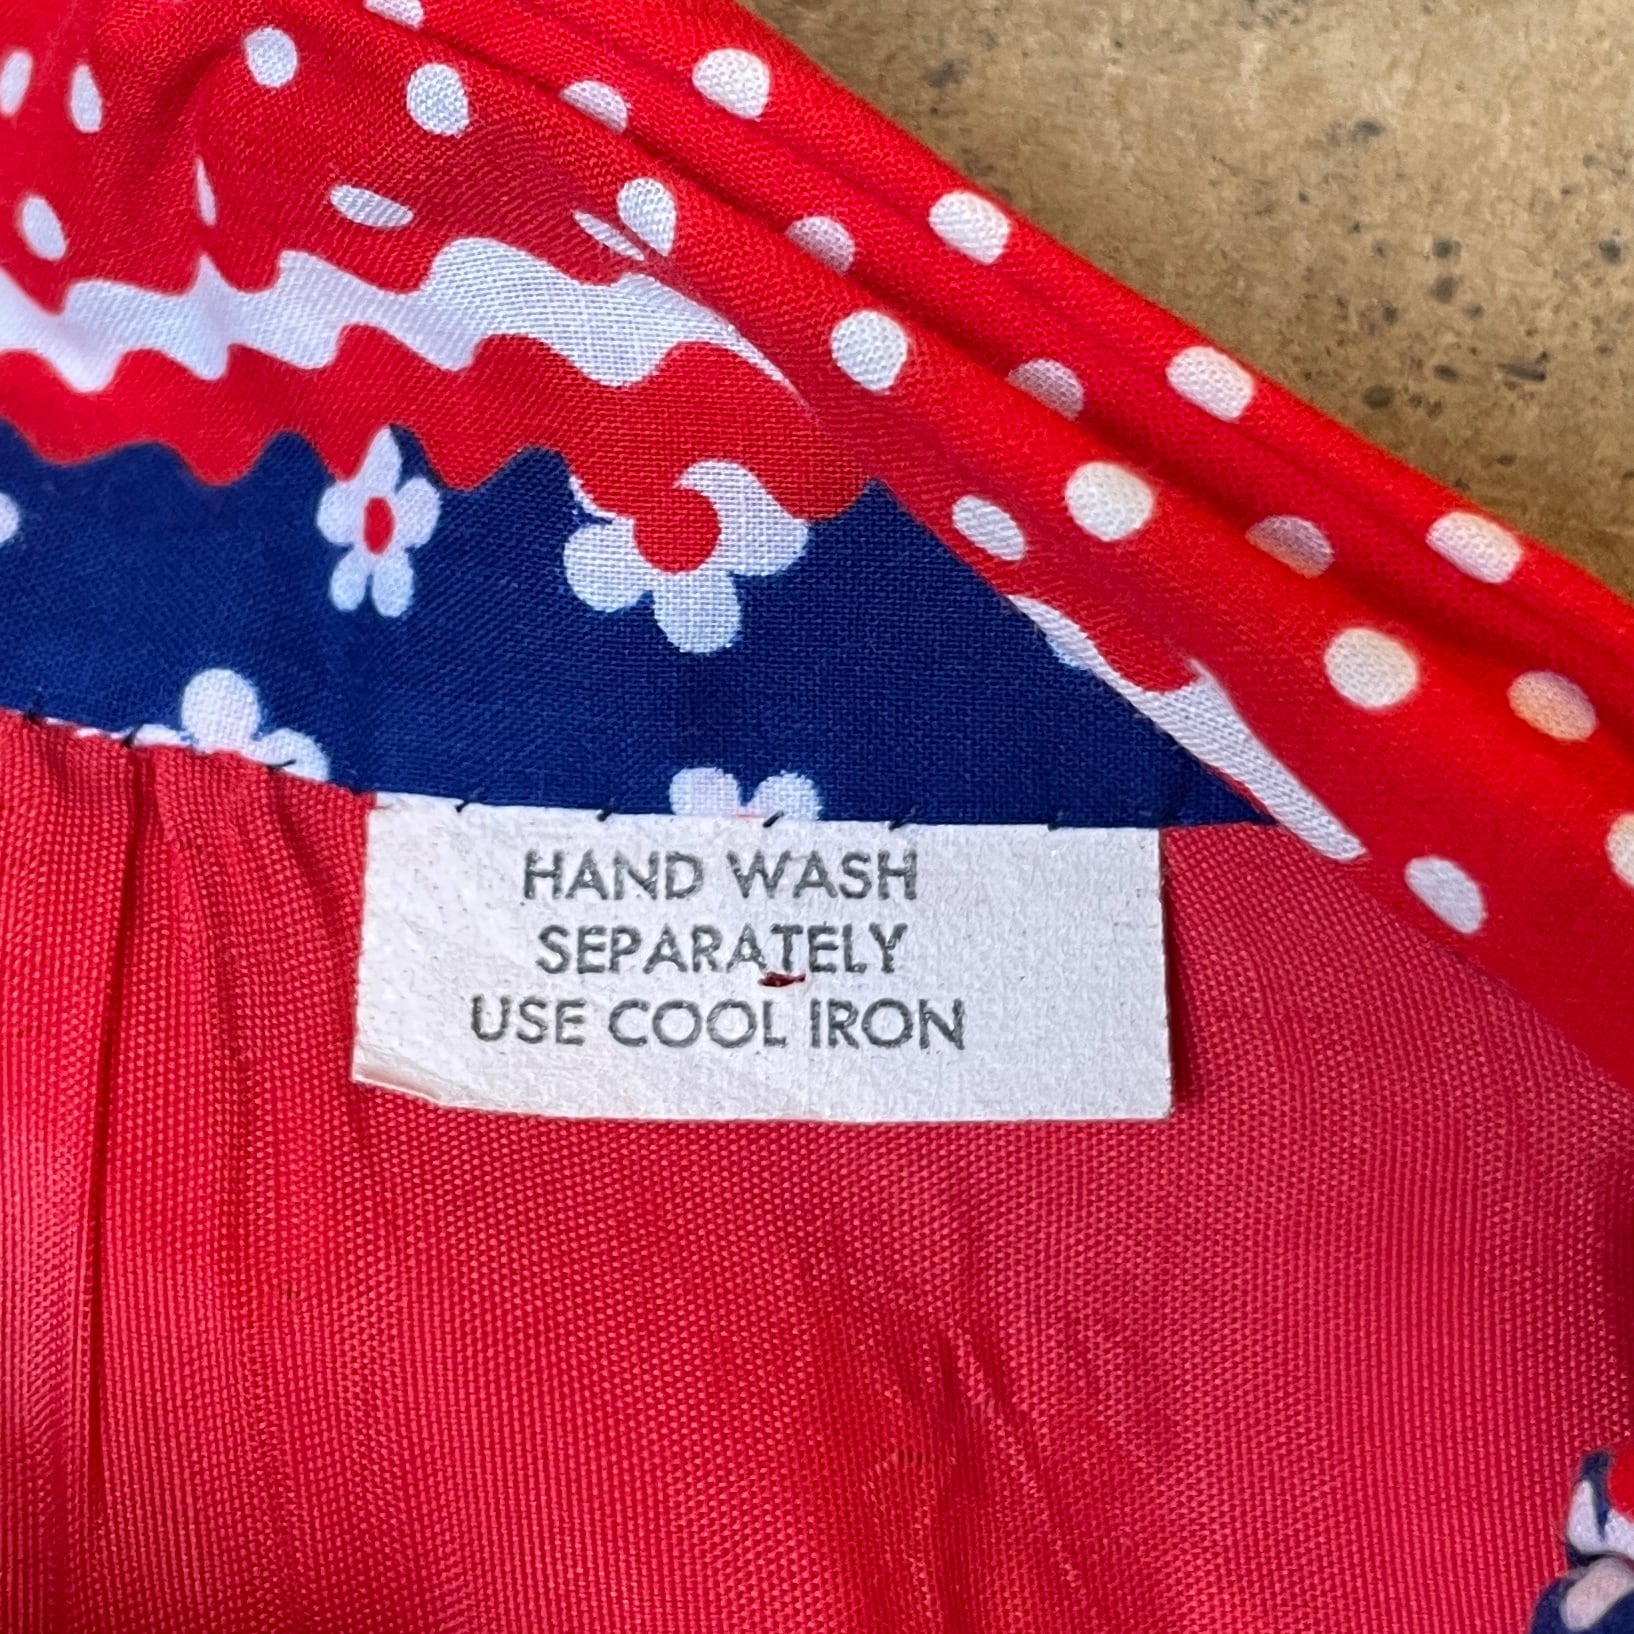 HAND WASH
SEPARATELY
USE COOL IRON